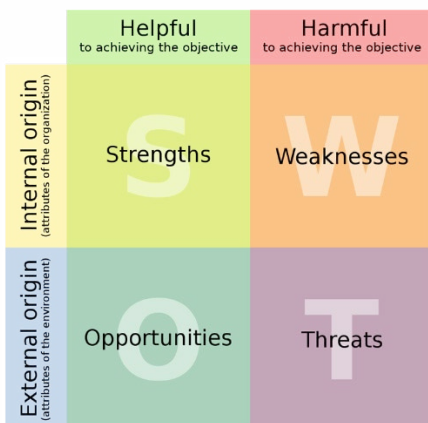 Helpful
to achieving the objective
Harmful
to achieving the objective
Internal origin
(attributes of the organization)
S
Strengths
W
Weaknesses
External origin
(attributes of the environment)
O
Opportunities
T
Threats